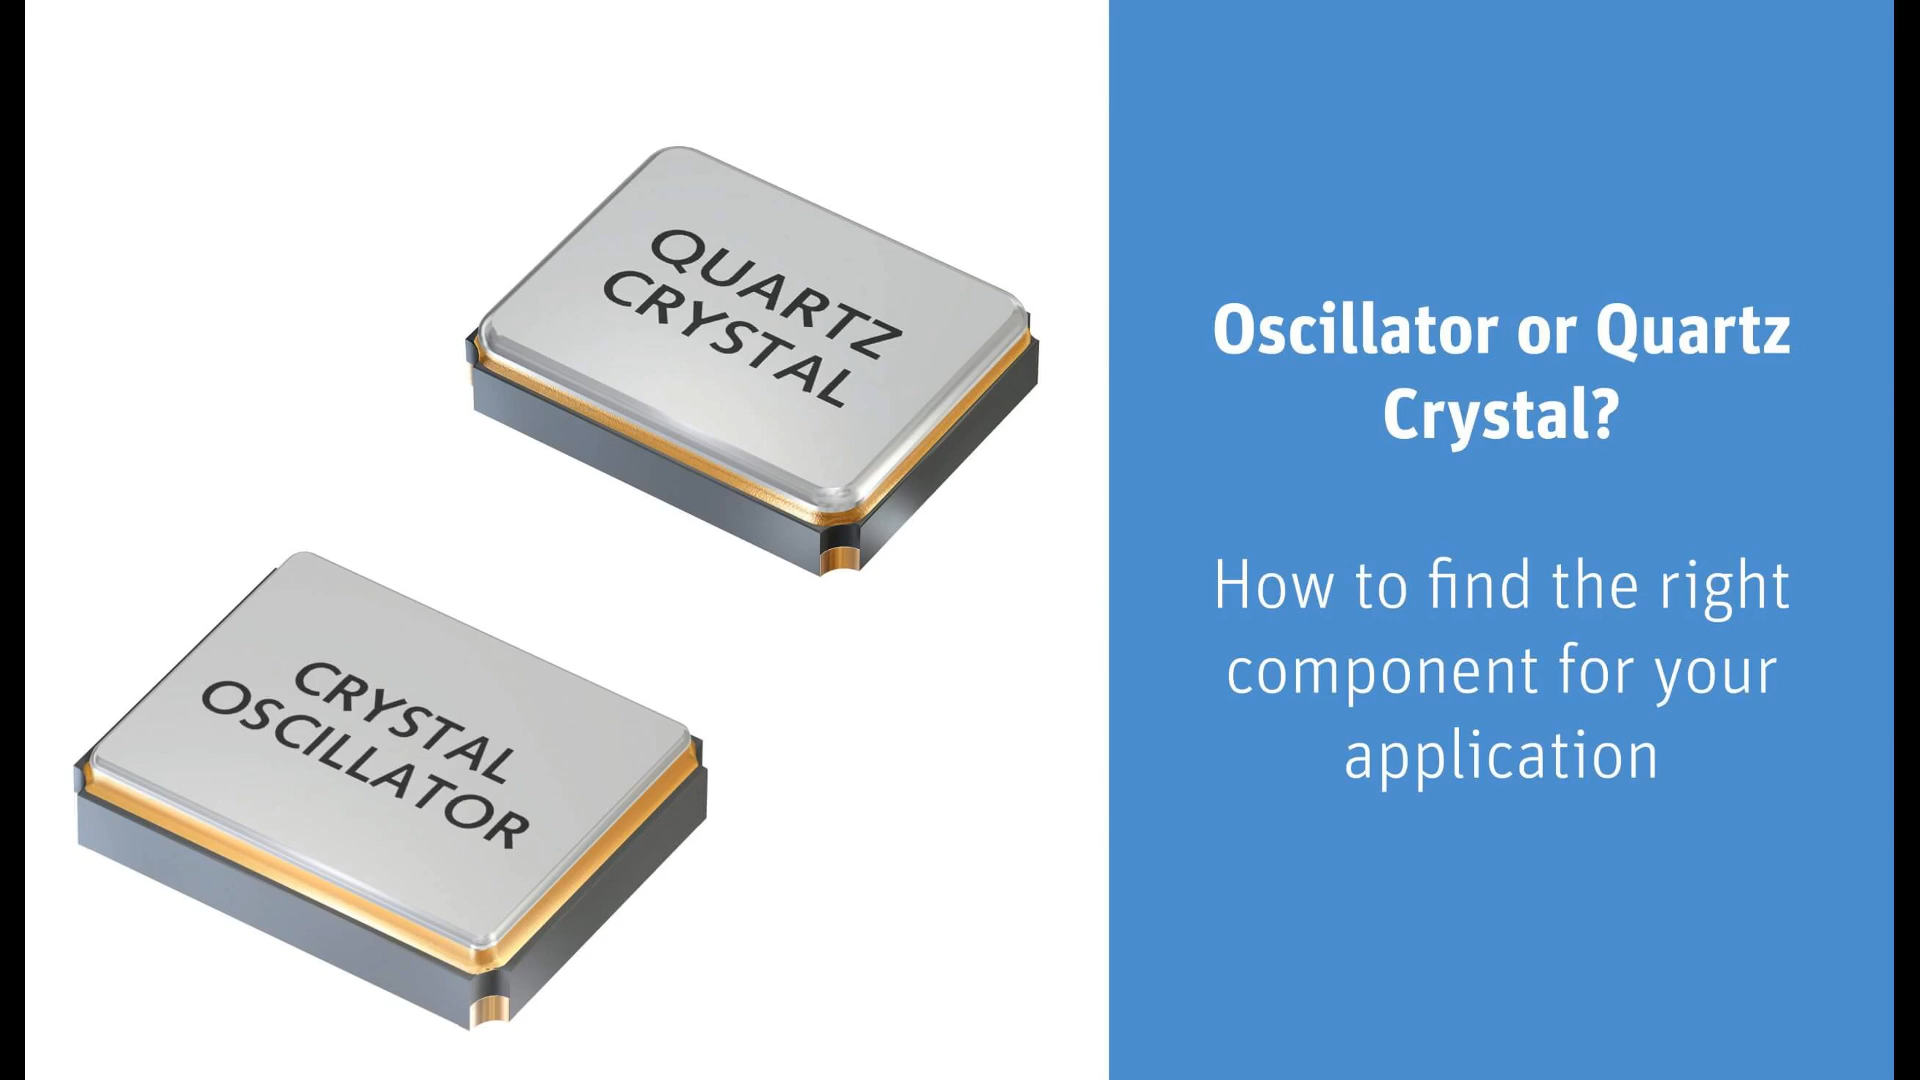 QUARTZ
CRYSTAL
CRYSTAL
OSCILLATOR
Oscillator or Quartz
Crystal?
How to find the right
component for your
application